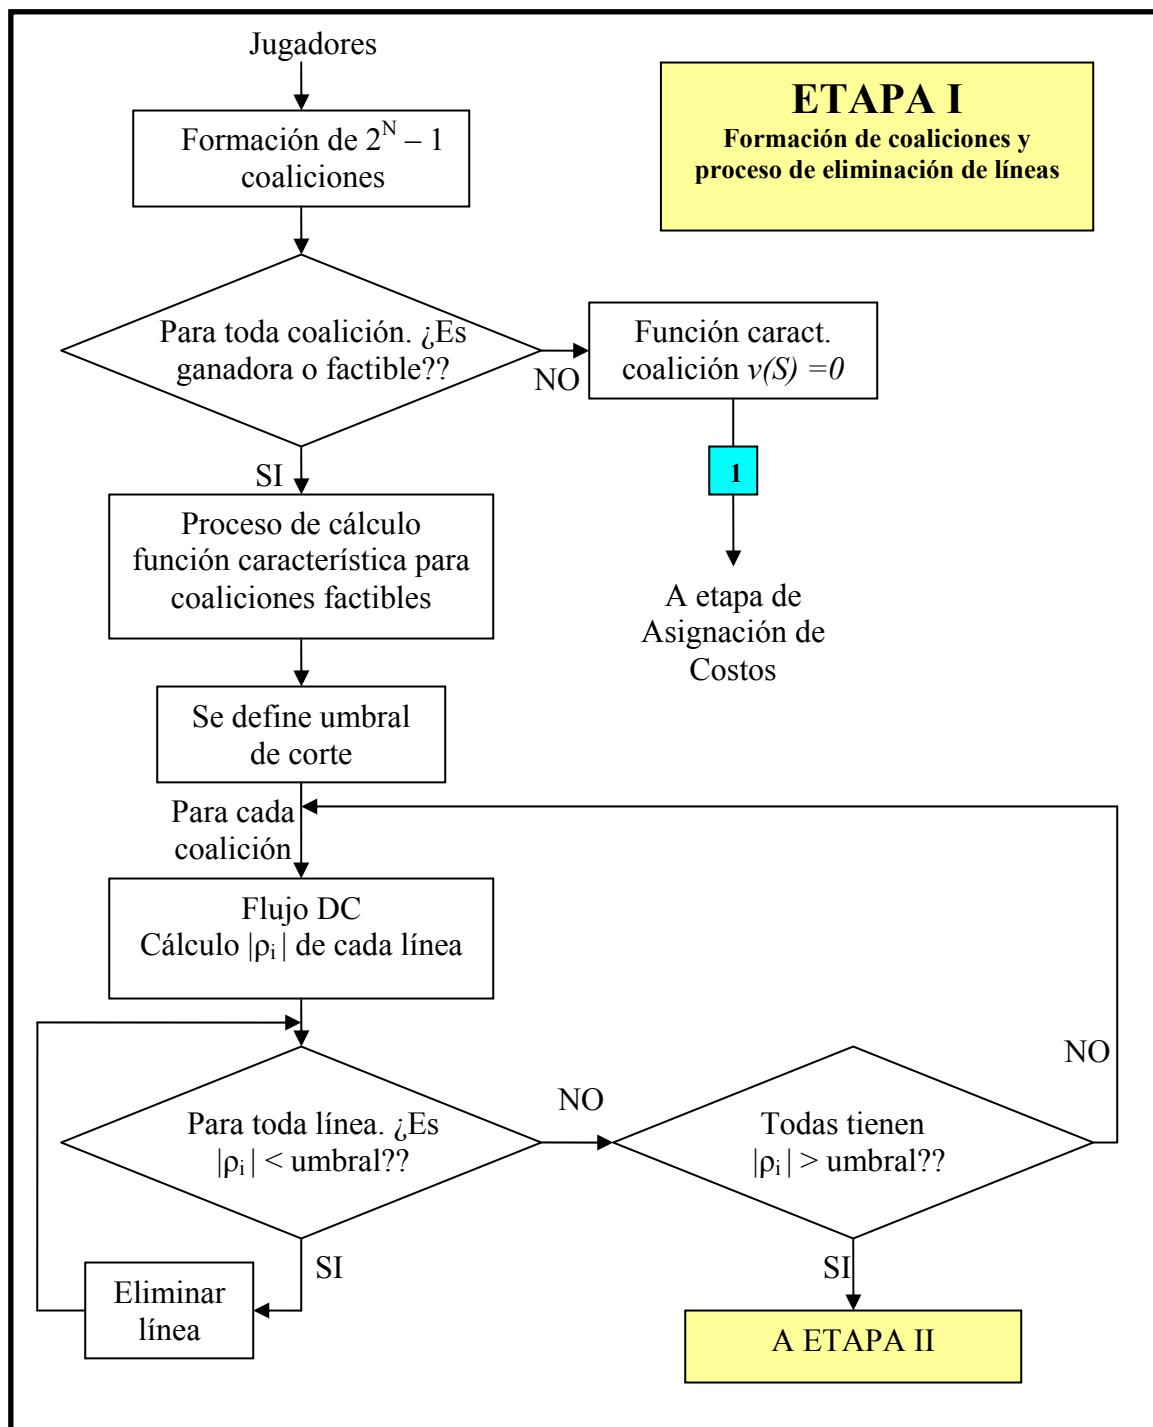 Jugadores
ETAPA I
Formación de coaliciones y
proceso de eliminación de líneas
Formación de 2^N – 1
coaliciones
Para toda coalición. ¿Es
ganadora o factible??
NO
Función caract.
coalición v(S) =0
SI
1
Proceso de cálculo
función característica para
coaliciones factibles
A etapa de
Asignación de
Costos
Se define umbral
de corte
Para cada
coalición
Flujo DC
Cálculo |ρi| de cada línea
Para toda línea. ¿Es
|ρi| < umbral??
NO
Todas tienen
|ρi| > umbral??
NO
SI
Eliminar
línea
SI
A ETAPA II